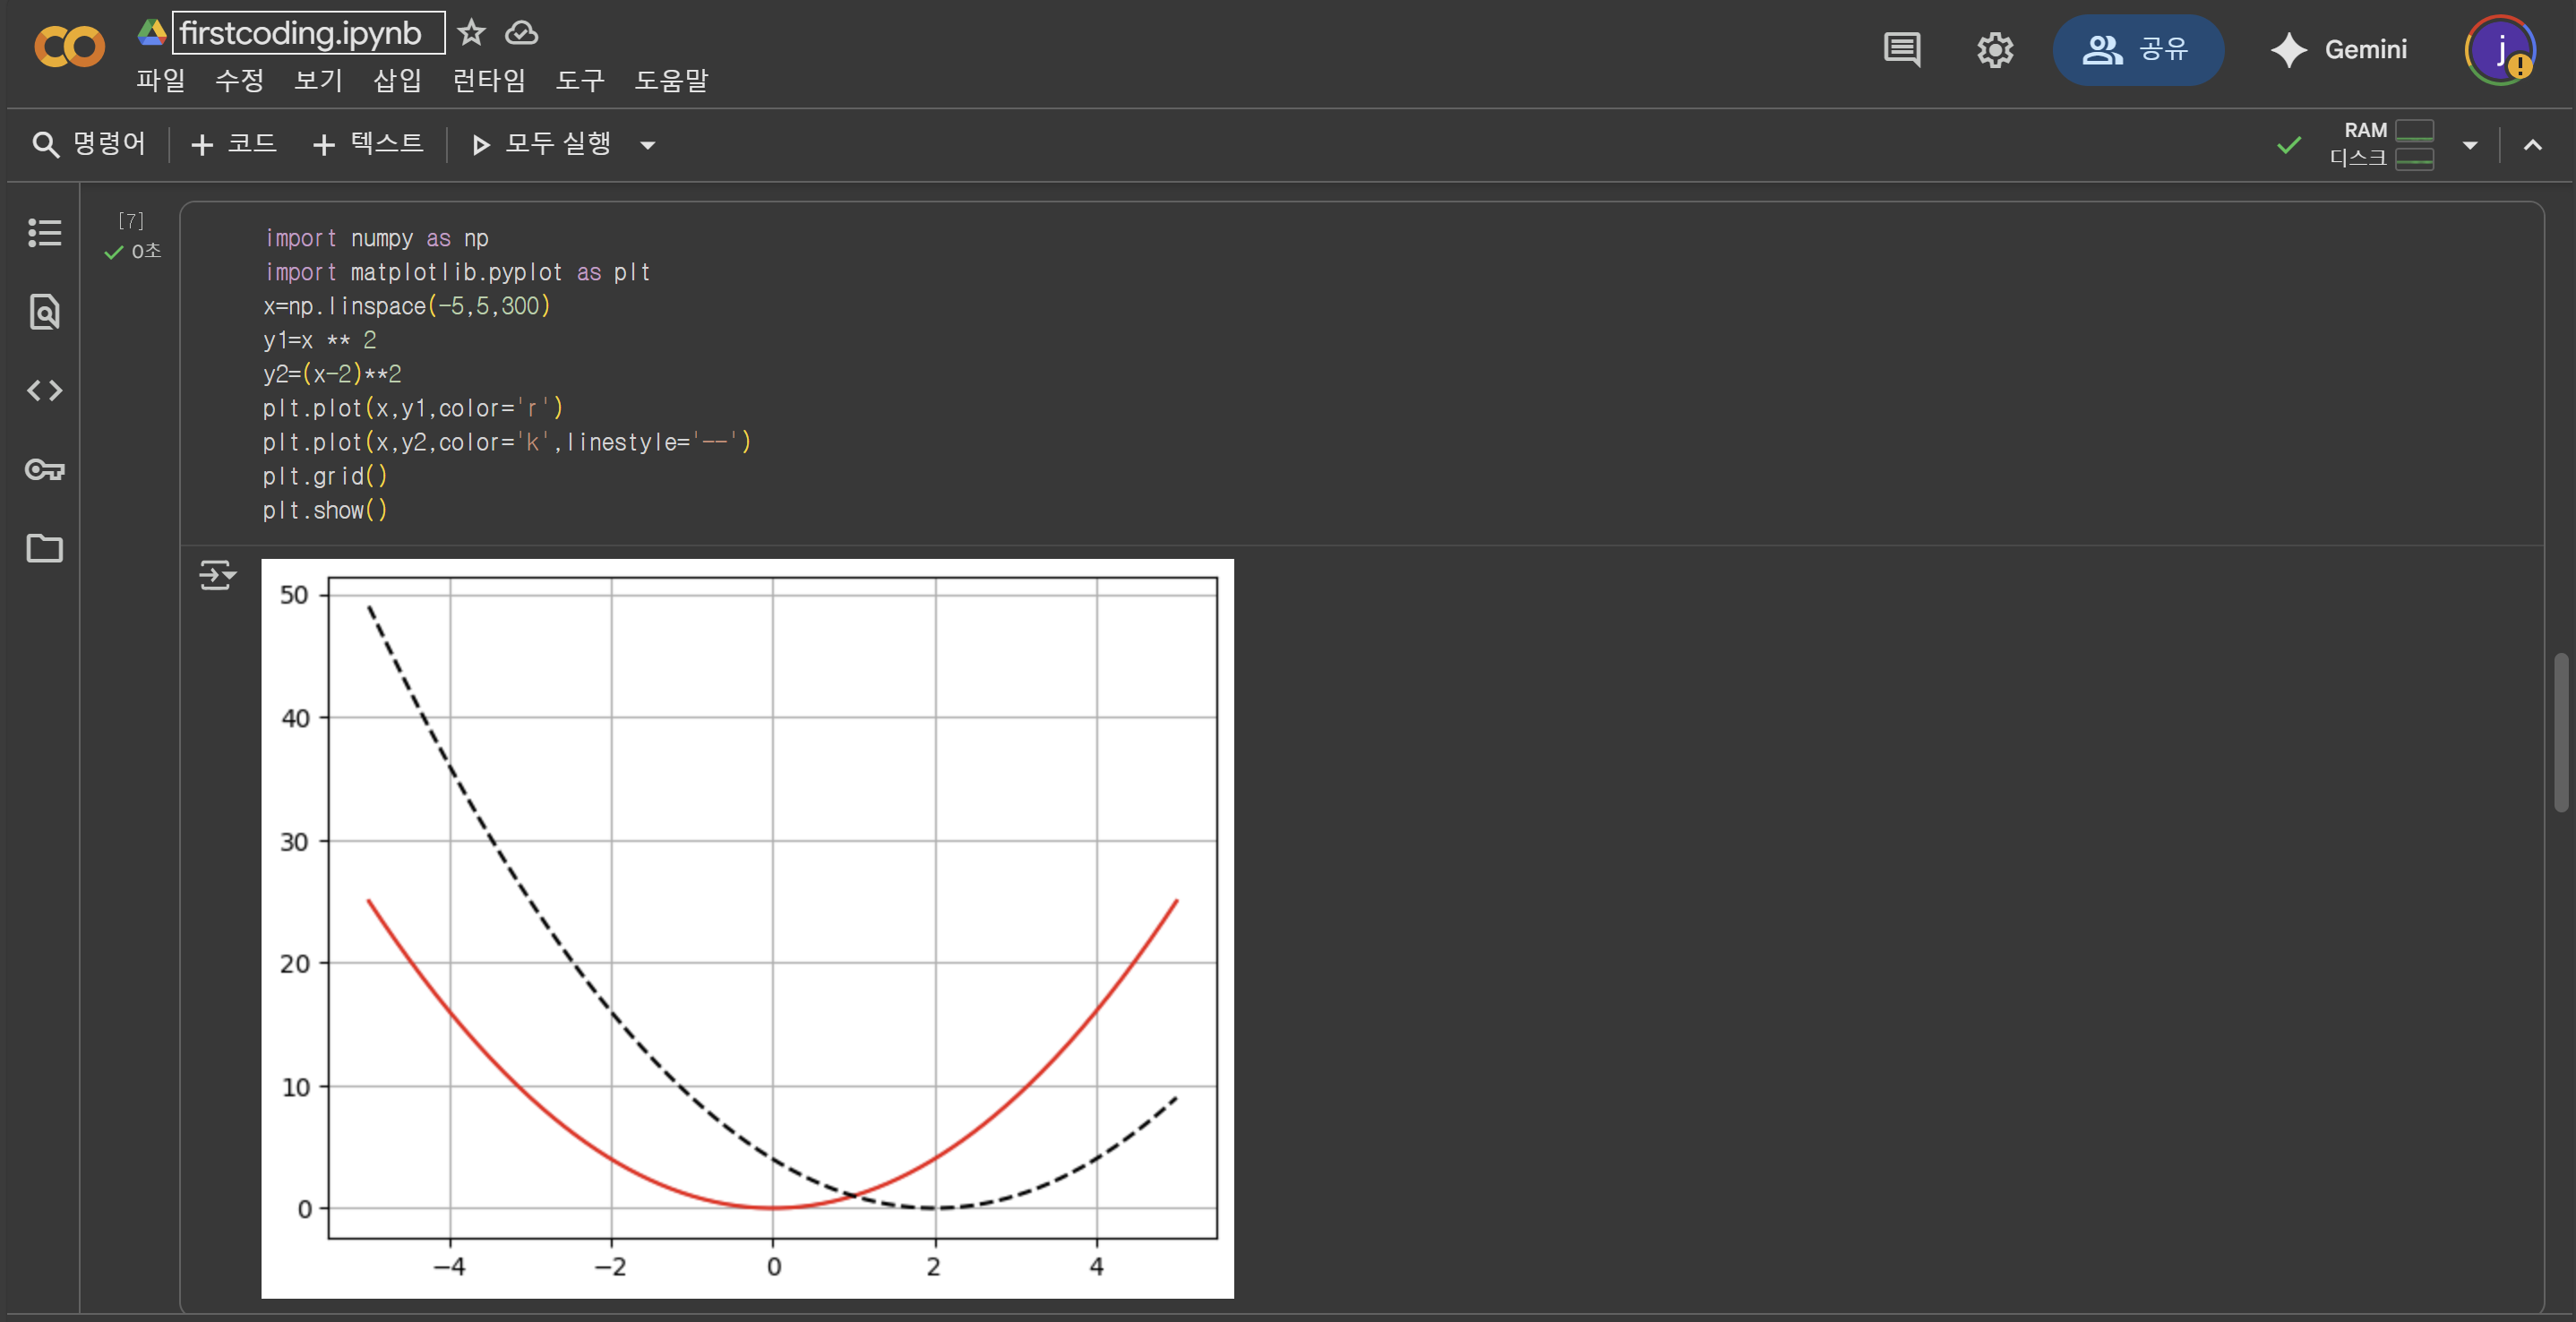 firstcoding.ipynb
파일 수정 보기 삽입 런타임 도구 도움말
공유
Gemini
j
명령어 + 코드 + 텍스트 모두 실행
RAM
디스크
[7]
0초
import numpy as np
import matplotlib.pyplot as plt
x=np.linspace(-5,5,300)
y1=x ** 2
y2=(x-2)**2
plt.plot(x,y1,color='r')
plt.plot(x,y2,color='k',linestyle='--')
plt.grid()
plt.show()
50
40
30
20
10
0
−4 −2 0 2 4